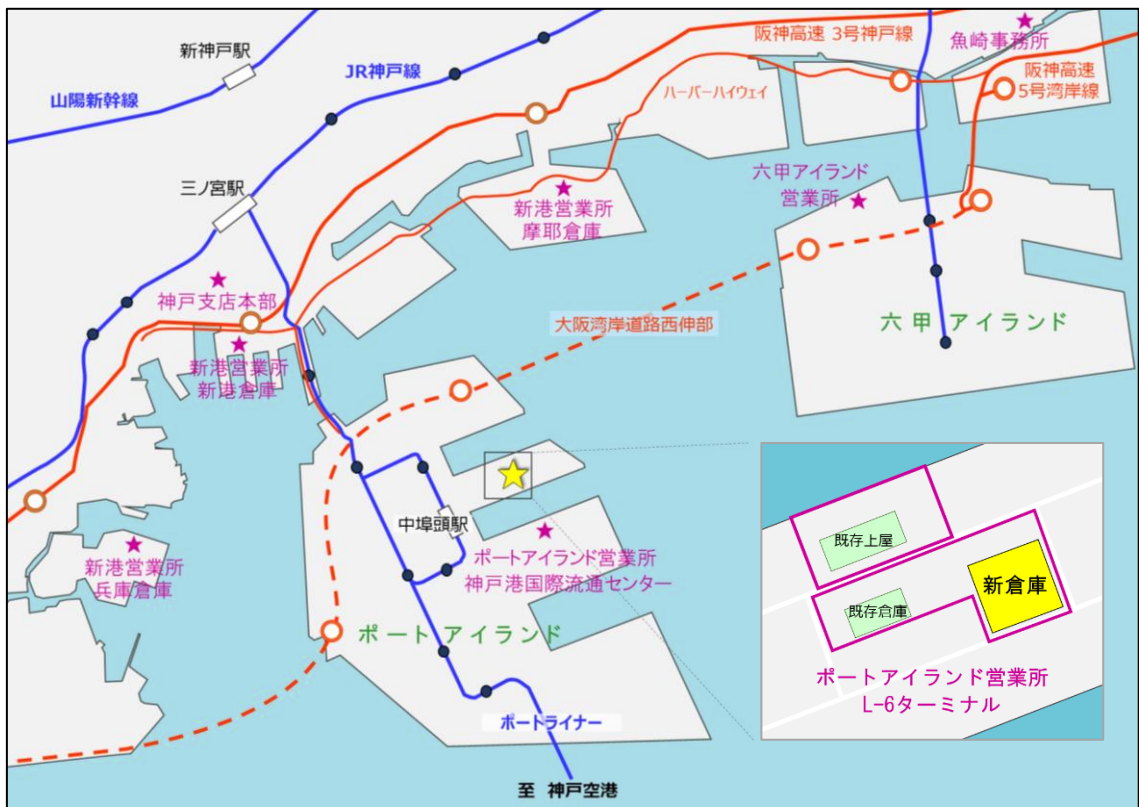 新神戸駅
山陽新幹線
JR神戸線
阪神高速 3号神戸線
魚崎事務所
阪神高速
5号湾岸線
ハーバーハイウェイ
三ノ宮駅
新港営業所
摩耶倉庫
六甲アイランド
営業所
神戸支店本部
新港営業所
新港倉庫
大阪湾岸道路西伸部
六甲アイランド
中埠頭駅
ポートアイランド営業所
神戸港国際流通センター
新港営業所
兵庫倉庫
ポートアイランド
ポートライナー
至 神戸空港
既存上屋
既存倉庫
新倉庫
ポートアイランド営業所
L-6ターミナル